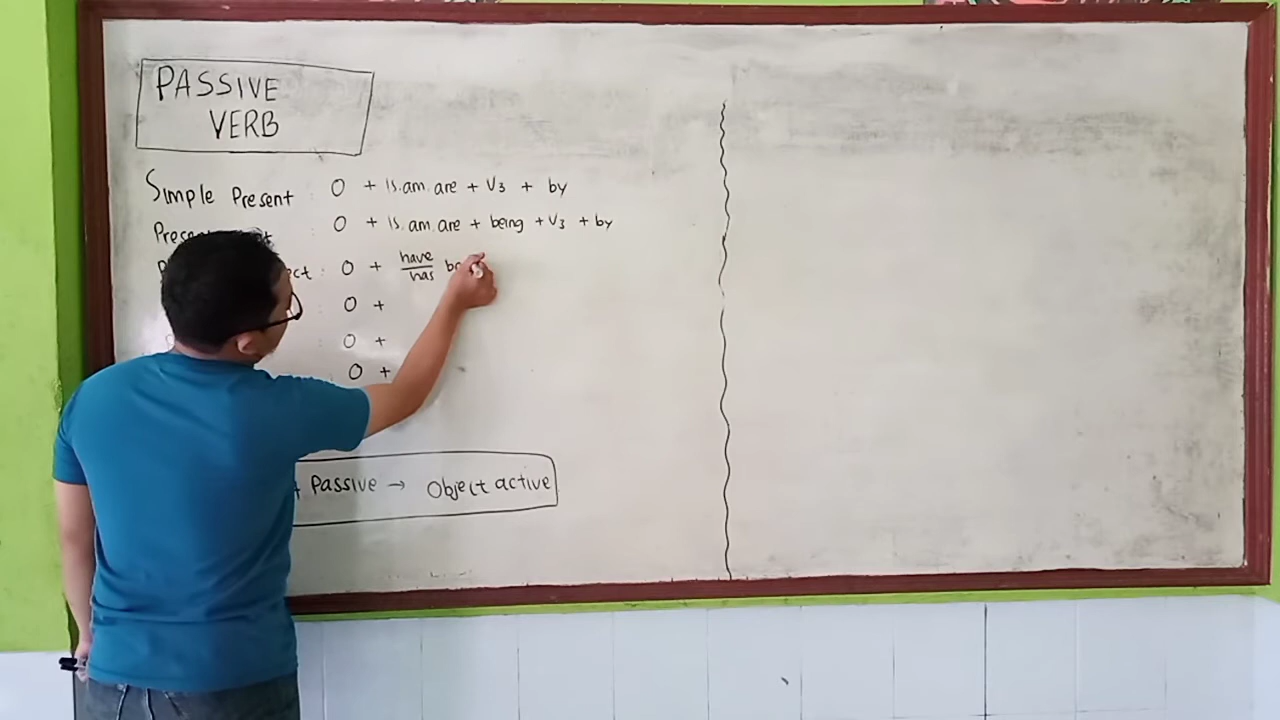 PASSIVE
VERB
Simple Present : O + is.am.are + V3 + by
: O + is.am.are + being + V3 + by
: O + have/has
: O +
: O +
O +
Passive → Object active